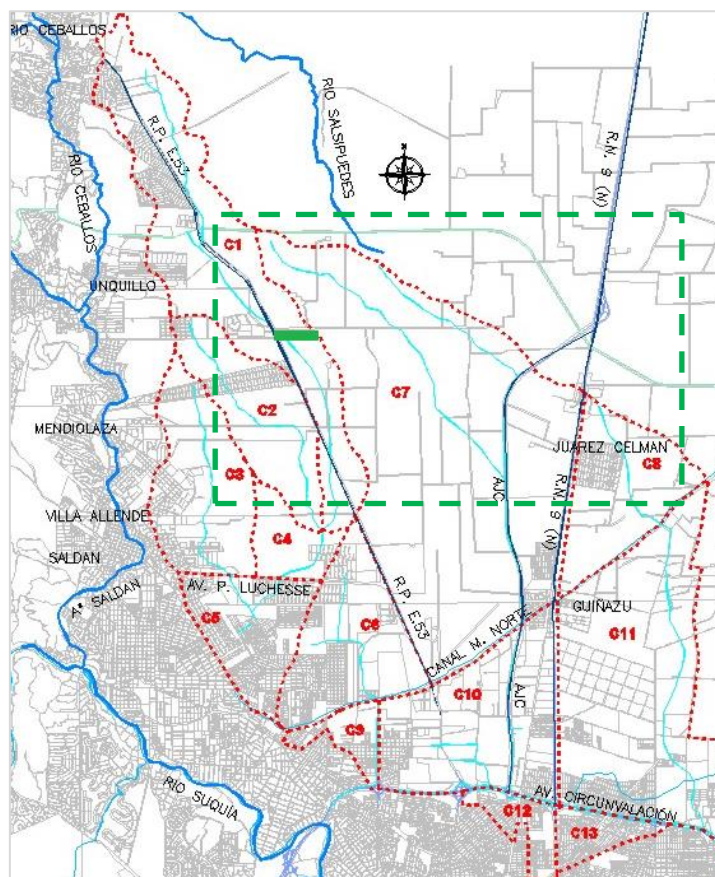 RIO CEBALLOS
RIO SALSIPUEDES
R.P. E.53
R.N. 9 (N)
RIO CEBALLOS
C1
UNQUILLO
C7
C2
MENDIOLAZA
JUAREZ CELMAN
C8
C3
AJC
R.N. 9 (N)
VILLA ALLENDE
C4
SALDAN
Aº SALDAN
AV. P. LUCHESSE
R.P. E.53
GUIÑAZU
C5
C6
CANAL M. NORTE
C11
C10
AJC
C9
RIO SUQUÍA
AV. CIRCUNVALACIÓN
C12
C13